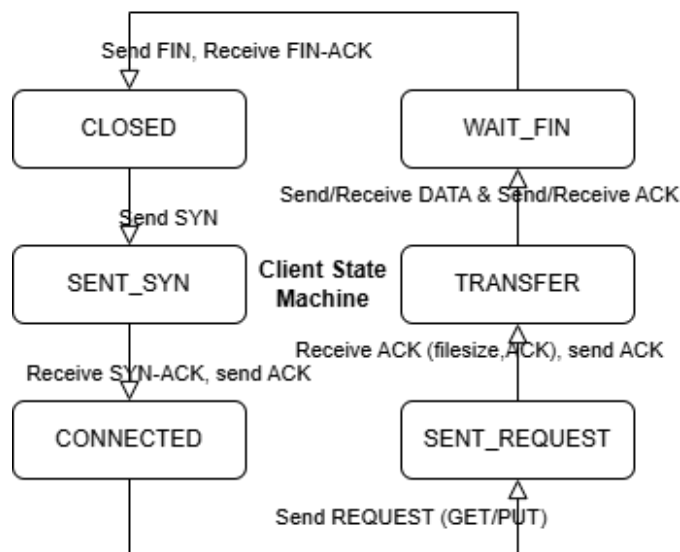 Send FIN, Receive FIN-ACK
CLOSED
WAIT_FIN
Send SYN
Send/Receive DATA & Send/Receive ACK
SENT_SYN
Client State
Machine
TRANSFER
Receive SYN-ACK, send ACK
Receive ACK (filesize,ACK), send ACK
CONNECTED
SENT_REQUEST
Send REQUEST (GET/PUT)